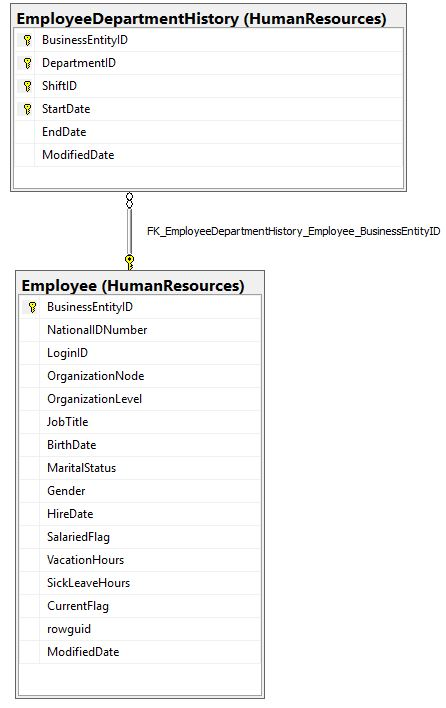 EmployeeDepartmentHistory (HumanResources)
BusinessEntityID
DepartmentID
ShiftID
StartDate
EndDate
ModifiedDate
FK_EmployeeDepartmentHistory_Employee_BusinessEntityID
Employee (HumanResources)
BusinessEntityID
NationalIDNumber
LoginID
OrganizationNode
OrganizationLevel
JobTitle
BirthDate
MaritalStatus
Gender
HireDate
SalariedFlag
VacationHours
SickLeaveHours
CurrentFlag
rowguid
ModifiedDate